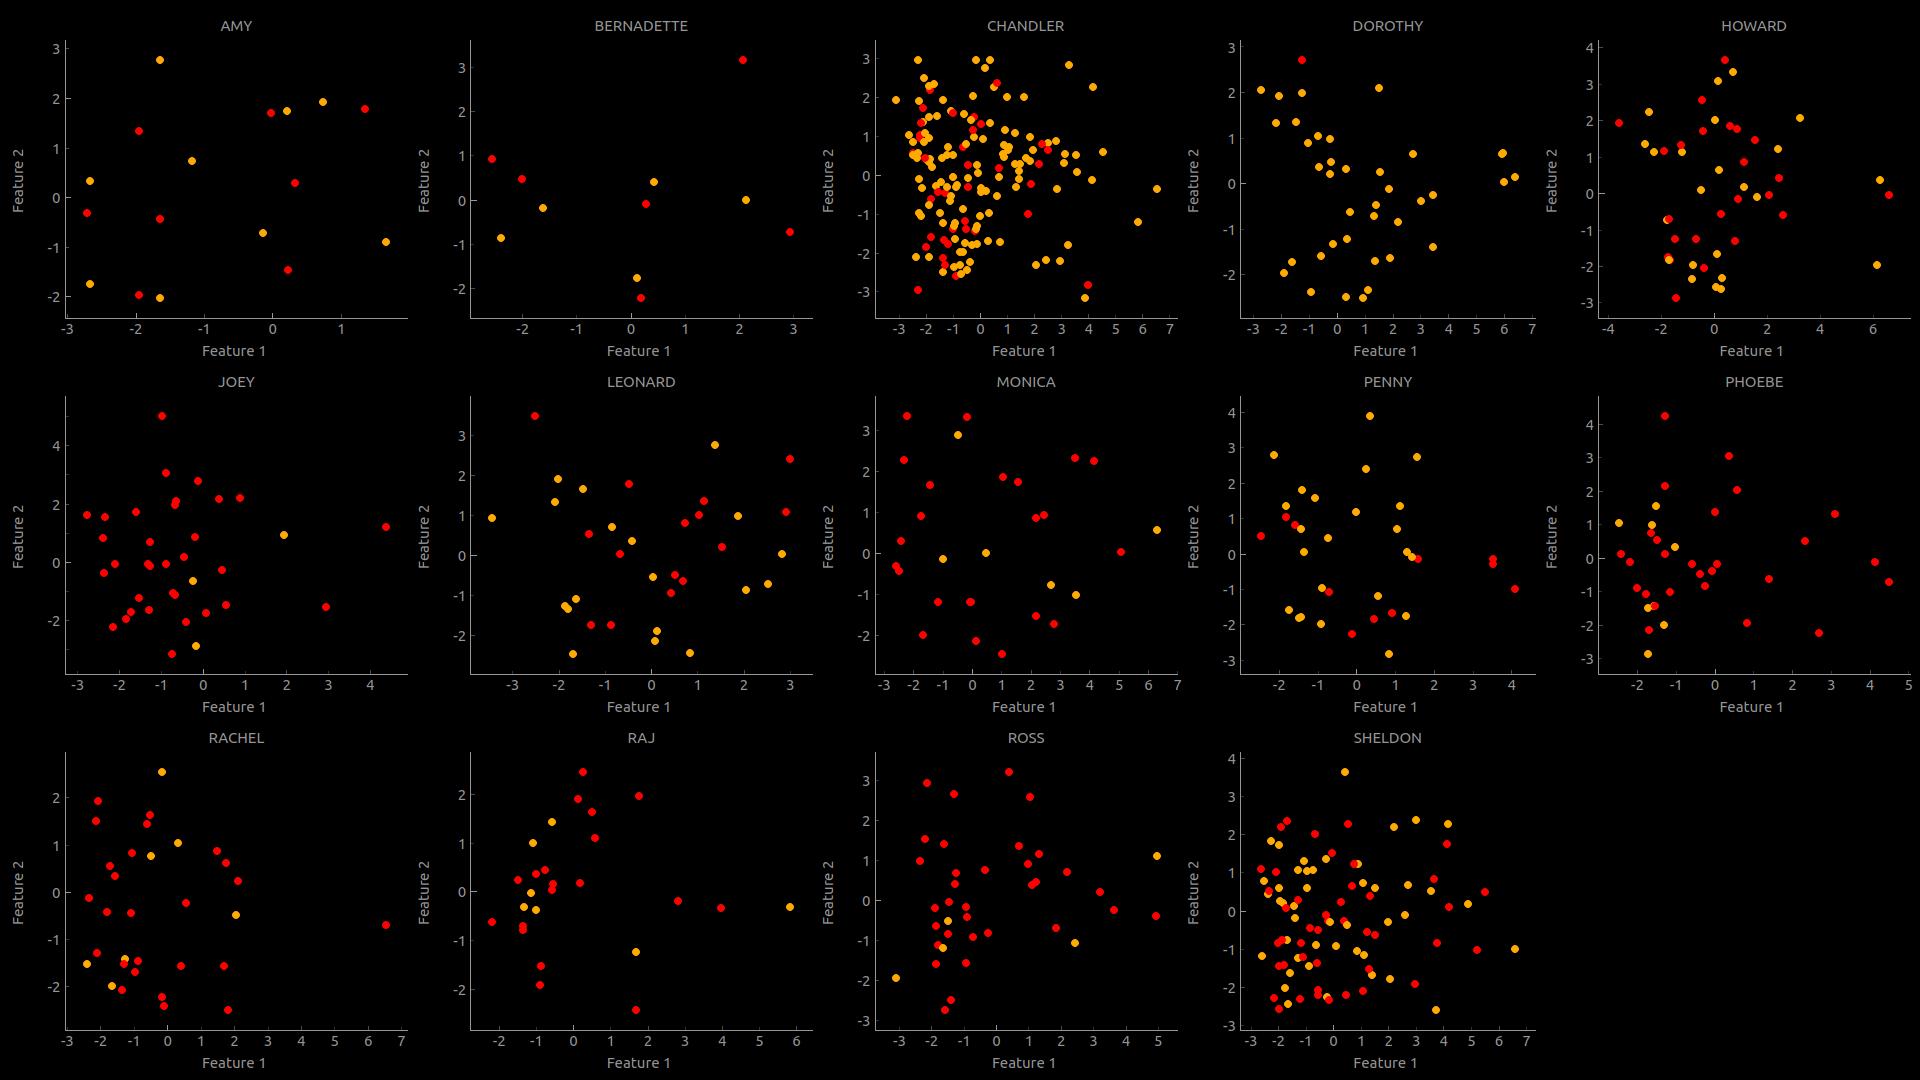 AMY
BERNADETTE
CHANDLER
DOROTHY
HOWARD
3
2
1
0
-1
-2
Feature 2
-3 -2 -1 0 1
Feature 1
3
2
1
0
-1
-2
Feature 2
-2 -1 0 1 2 3
Feature 1
3
2
1
0
-1
-2
-3
Feature 2
-3 -2 -1 0 1 2 3 4 5 6 7
Feature 1
3
2
1
0
-2
Feature 2
-3 -2 -1 0 1 2 3 4 5 6 7
Feature 1
4
3
2
1
0
-1
-2
-3
Feature 2
-4 -2 0 2 4 6
Feature 1
JOEY
LEONARD
MONICA
PENNY
PHOEBE
4
2
0
-2
Feature 2
-3 -2 -1 0 1 2 3 4
Feature 1
3
2
1
0
-1
-2
Feature 2
-3 -2 -1 0 1 2 3
Feature 1
3
2
1
0
-1
-2
Feature 2
-3 -2 -1 0 1 2 3 4 5 6 7
Feature 1
4
3
2
1
0
-1
-2
-3
Feature 2
-2 -1 0 1 2 3 4
Feature 1
4
3
2
1
0
-1
-2
-3
Feature 2
-2 -1 0 1 2 3 4 5
Feature 1
RACHEL
RAJ
ROSS
SHELDON
2
1
0
-1
-2
Feature 2
-3 -2 -1 0 1 2 3 4 5 6 7
Feature 1
2
1
0
-1
-2
Feature 2
-2 -1 0 1 2 3 4 5 6
Feature 1
3
2
1
0
-1
-2
-3
Feature 2
-3 -2 -1 0 1 2 3 4 5
Feature 1
4
3
2
1
0
-1
-2
-3
Feature 2
-3 -2 -1 0 1 2 3 4 5 6 7
Feature 1